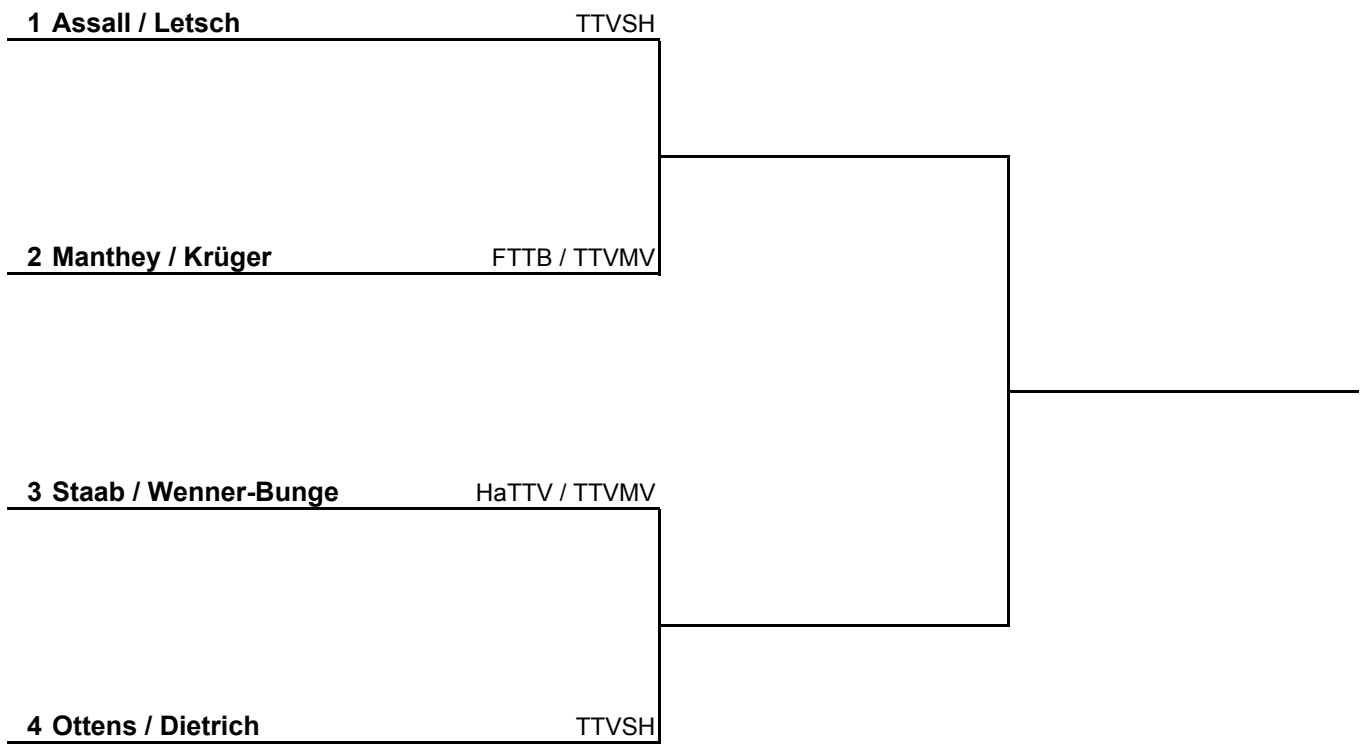 1 Assall / Letsch TTVSH
2 Manthey / Krüger FTTB / TTVMV
3 Staab / Wenner-Bunge HaTTV / TTVMV
4 Ottens / Dietrich TTVSH